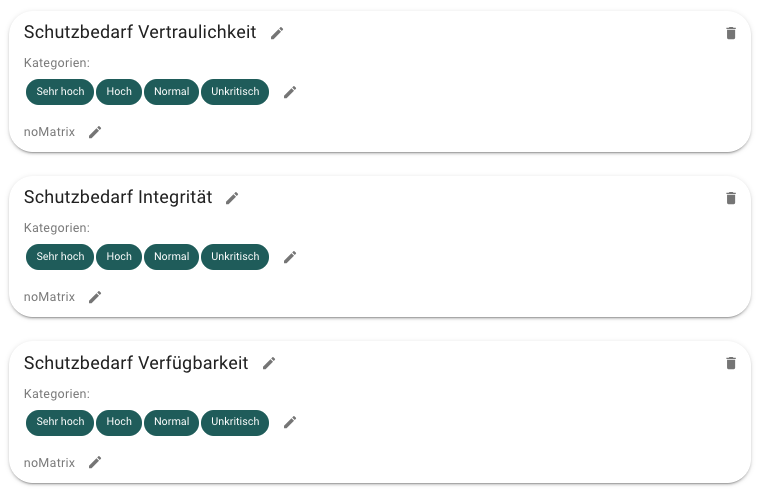 Schutzbedarf Vertraulichkeit
Kategorien:
Sehr hoch Hoch Normal Unkritisch
noMatrix
Schutzbedarf Integrität
Kategorien:
Sehr hoch Hoch Normal Unkritisch
noMatrix
Schutzbedarf Verfügbarkeit
Kategorien:
Sehr hoch Hoch Normal Unkritisch
noMatrix